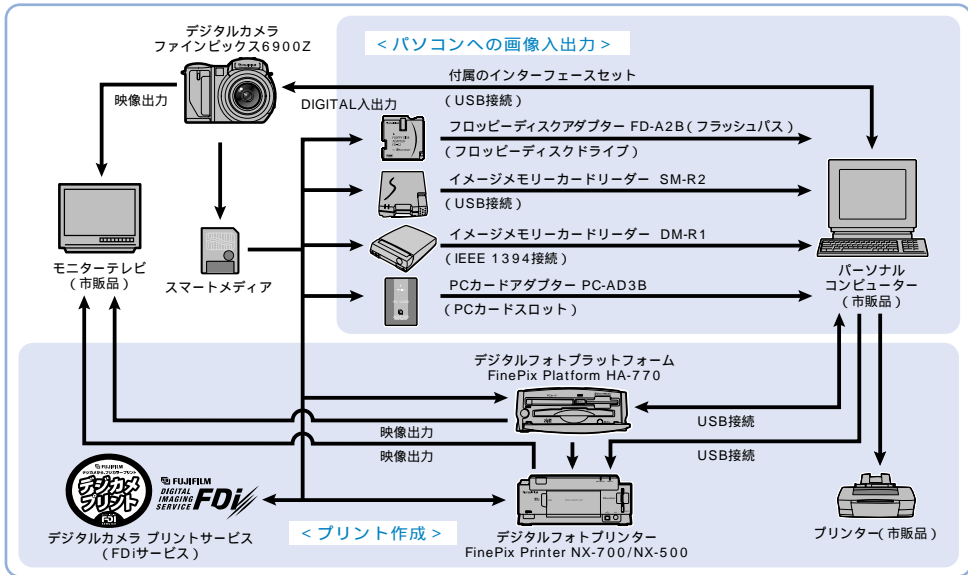 デジタルカメラ
ファインピックス6900Z
<パソコンへの画像入出力>
映像出力
DIGITAL入出力
付属のインターフェースセット
(USB接続)
フロッピーディスクアダプター FD-A2B(フラッシュパス)
(フロッピーディスクドライブ)
イメージメモリーカードリーダー SM-R2
(USB接続)
イメージメモリーカードリーダー DM-R1
(IEEE 1394接続)
PCカードアダプター PC-AD3B
(PCカードスロット)
モニターテレビ
(市販品)
スマートメディア
パーソナル
コンピューター
(市販品)
デジタルフォトプラットフォーム
FinePix Platform HA-770
映像出力
映像出力
USB接続
USB接続
デジカメ
プリント
FDi
FUJIFILM
DIGITAL
IMAGING
SERVICE
FDi
デジタルカメラ プリントサービス
(FDiサービス)
<プリント作成>
デジタルフォトプリンター
FinePix Printer NX-700/NX-500
プリンター(市販品)